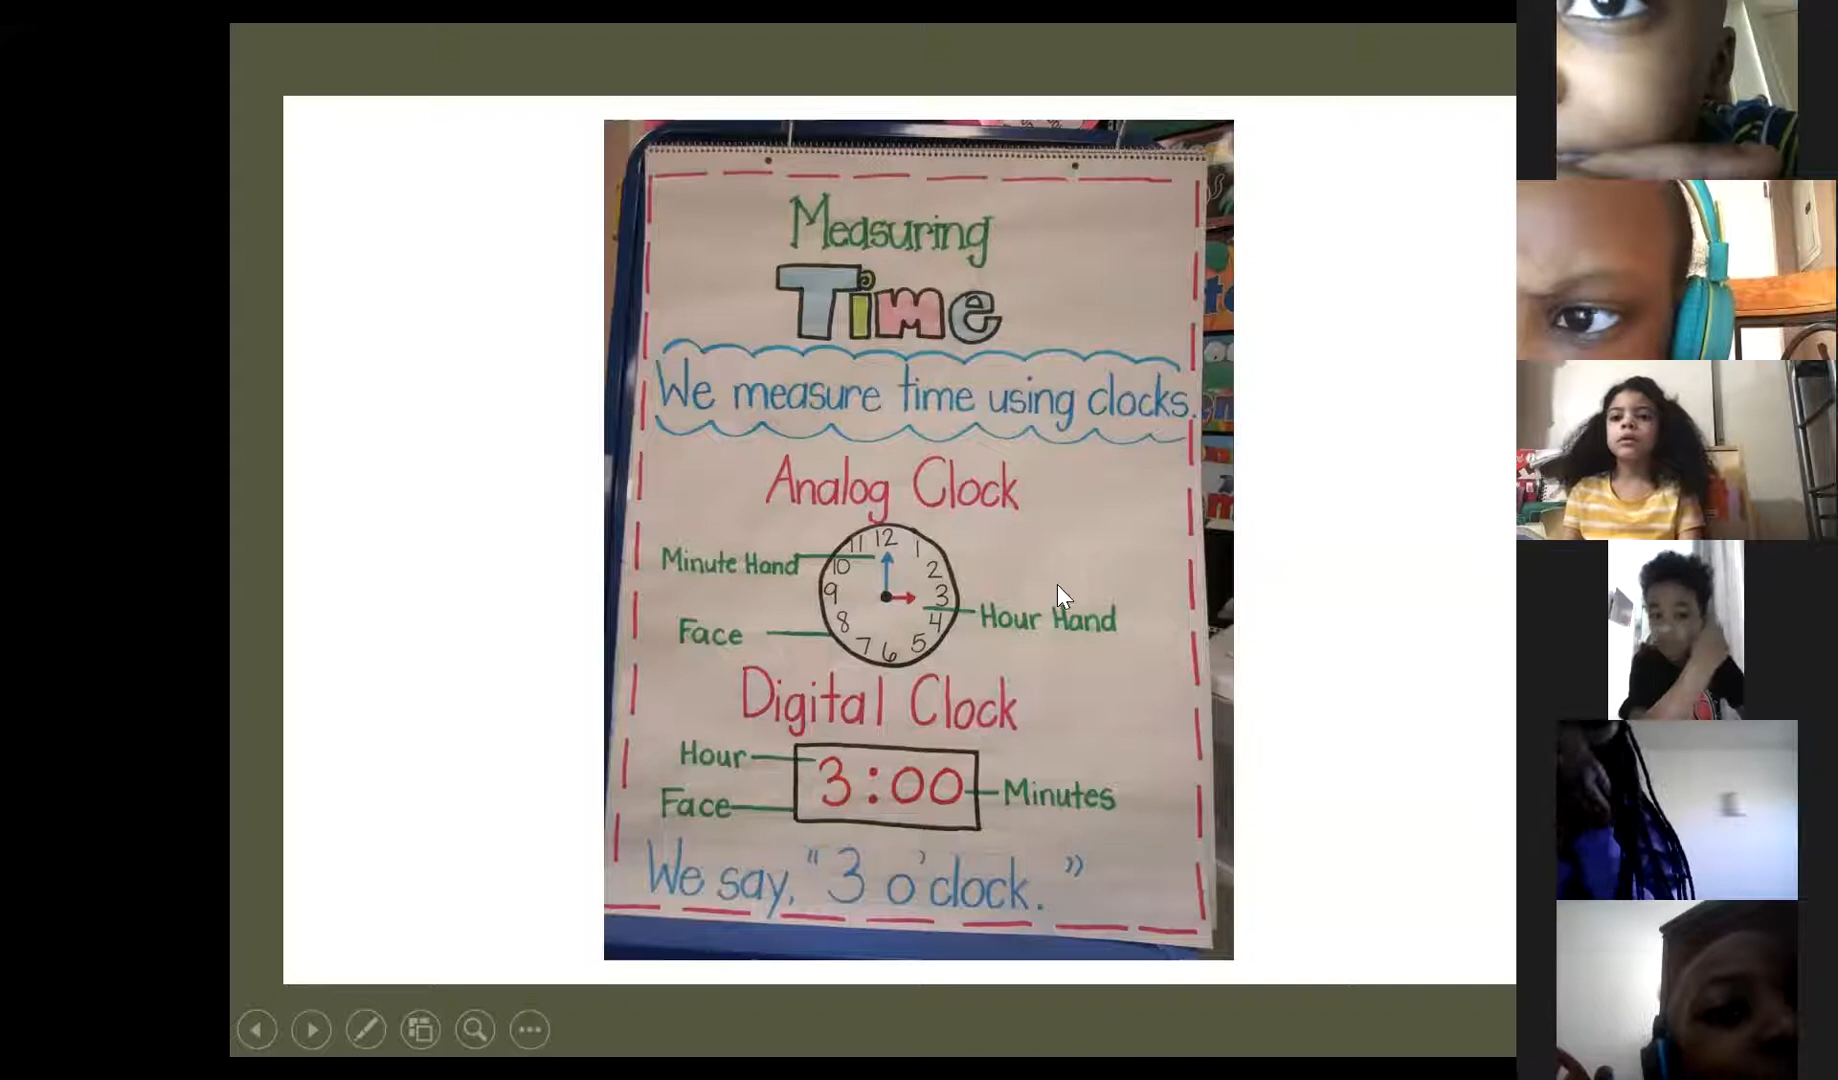 Measuring
Time
We measure time using clocks.
Analog Clock
11 12 1
Minute Hand
10 2
9 3
Hour Hand
8 4
Face
7 6 5
Digital Clock
Hour
3:00
Minutes
Face
We say, "3 o'clock."